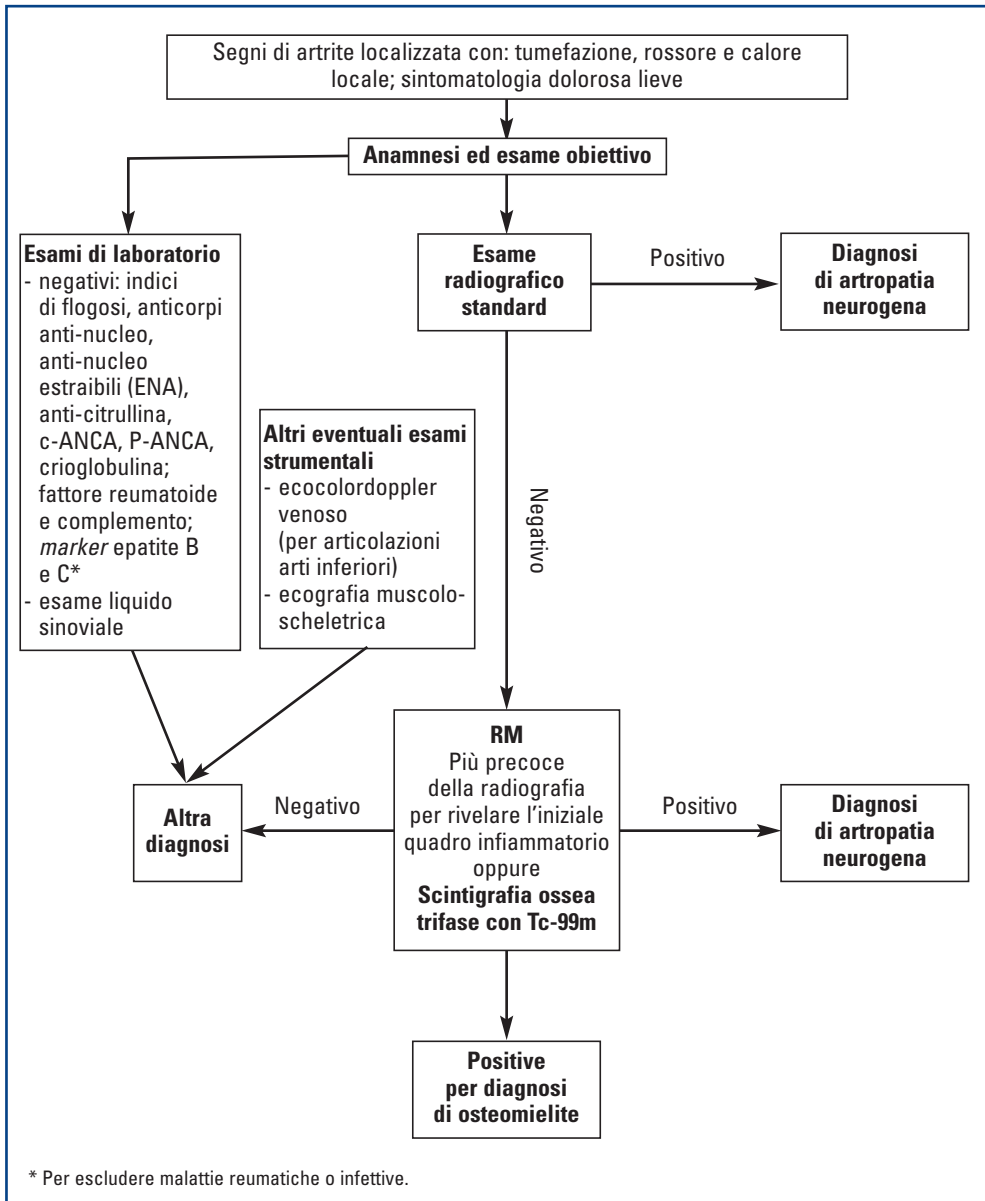 Segni di artrite localizzata con: tumefazione, rossore e calore
locale; sintomatologia dolorosa lieve
Anamnesi ed esame obiettivo
Esami di laboratorio
- negativi: indici
di flogosi, anticorpi
anti-nucleo,
anti-nucleo
estraibili (ENA),
anti-citrullina,
c-ANCA, P-ANCA,
crioglobulina;
fattore reumatoide
e complemento;
marker epatite B
e C*
- esame liquido
sinoviale
Esame
radiografico
standard
Positivo
Diagnosi
di artropatia
neurogena
Altri eventuali esami
strumentali
- ecocolordoppler
venoso
(per articolazioni
arti inferiori)
- ecografia muscolo-
scheletrica
Negativo
RM
Più precoce
della radiografia
per rivelare l'iniziale
quadro infiammatorio
oppure
Scintigrafia ossea
trifase con Tc-99m
Negativo
Altra
diagnosi
Positivo
Diagnosi
di artropatia
neurogena
Positive
per diagnosi
di osteomielite
* Per escludere malattie reumatiche o infettive.